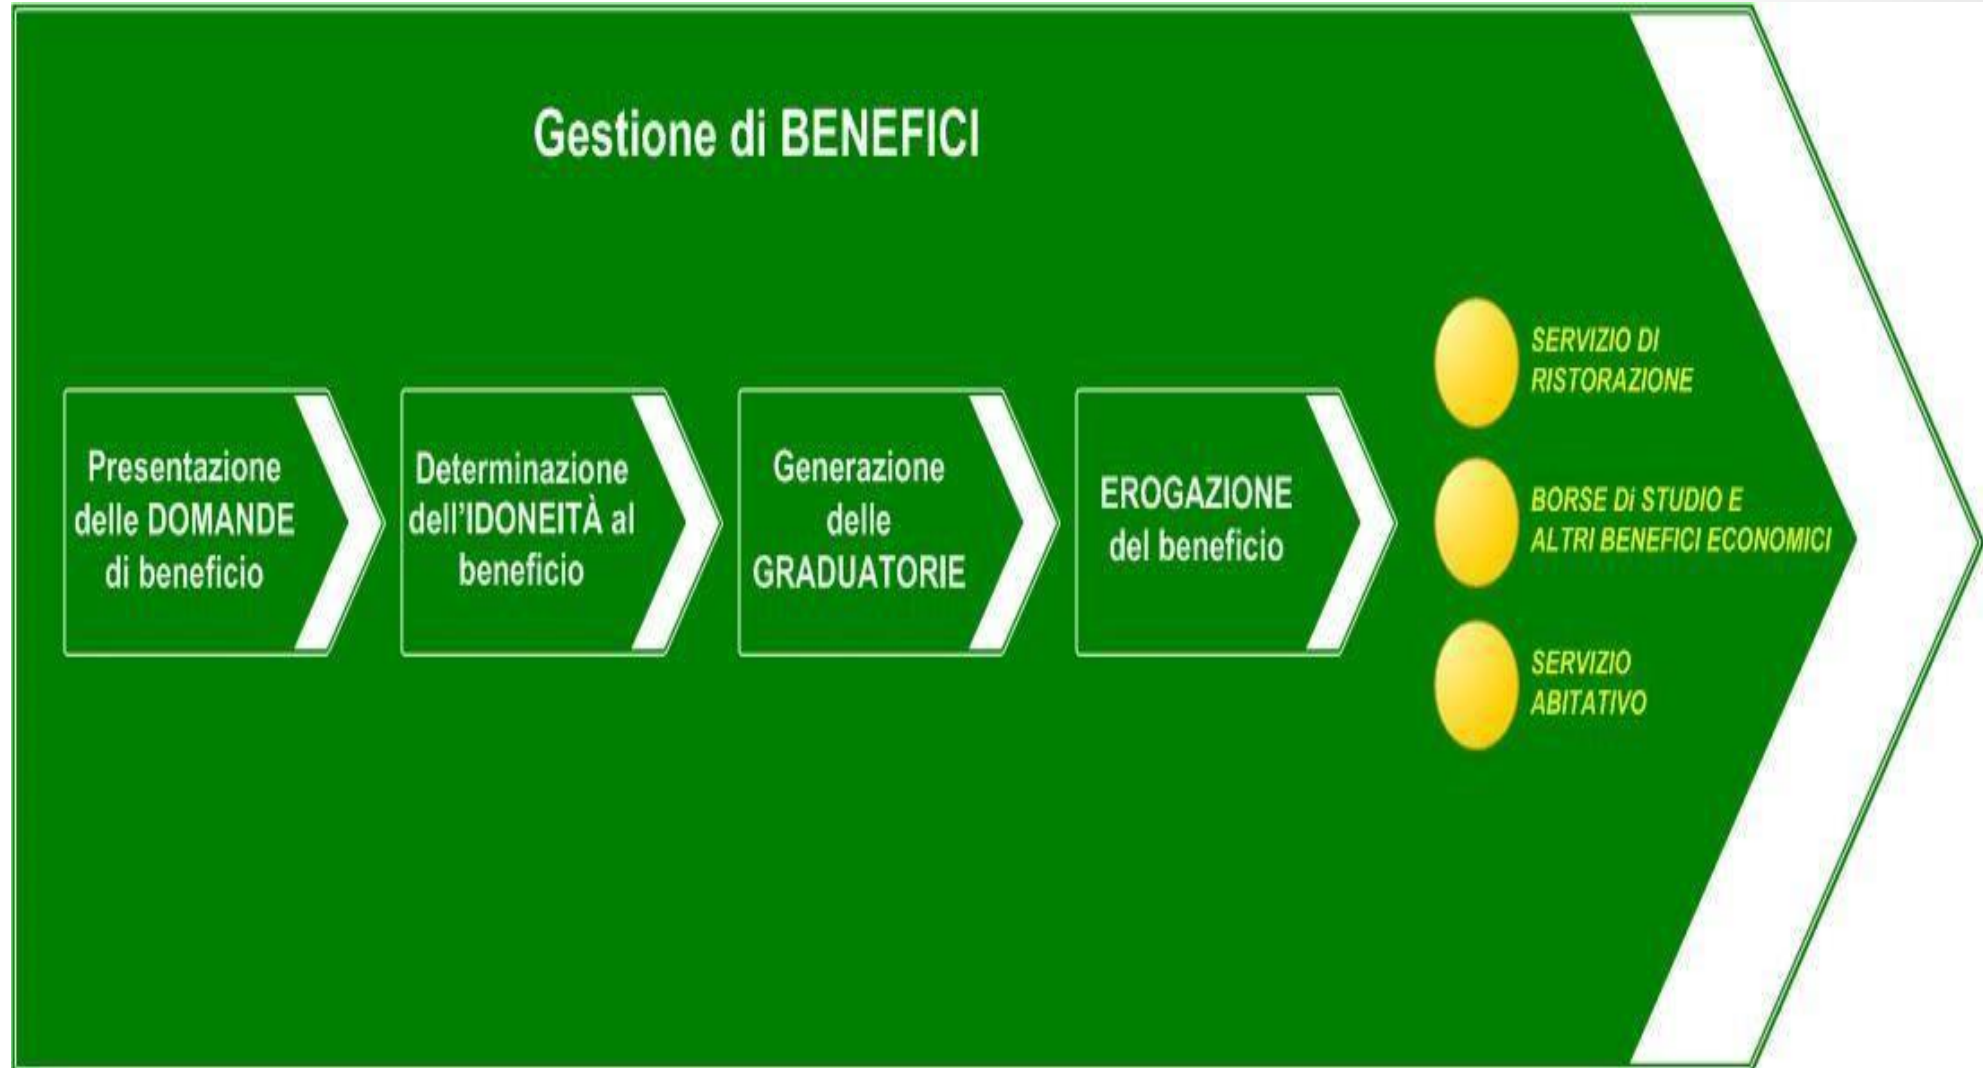 Gestione di BENEFICI
Presentazione
delle DOMANDE
di beneficio
Determinazione
dell'IDONEITÀ al
beneficio
Generazione
delle
GRADUATORIE
EROGAZIONE
del beneficio
SERVIZIO DI
RISTORAZIONE
BORSE Di STUDIO E
ALTRI BENEFICI ECONOMICI
SERVIZIO
ABITATIVO